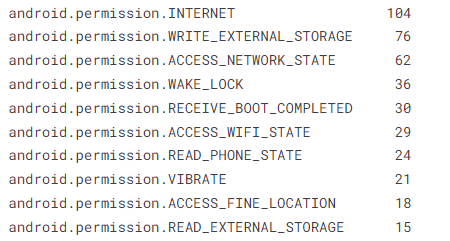 android.permission.INTERNET 104
android.permission.WRITE_EXTERNAL_STORAGE 76
android.permission.ACCESS_NETWORK_STATE 62
android.permission.WAKE_LOCK 36
android.permission.RECEIVE_BOOT_COMPLETED 30
android.permission.ACCESS_WIFI_STATE 29
android.permission.READ_PHONE_STATE 24
android.permission.VIBRATE 21
android.permission.ACCESS_FINE_LOCATION 18
android.permission.READ_EXTERNAL_STORAGE 15